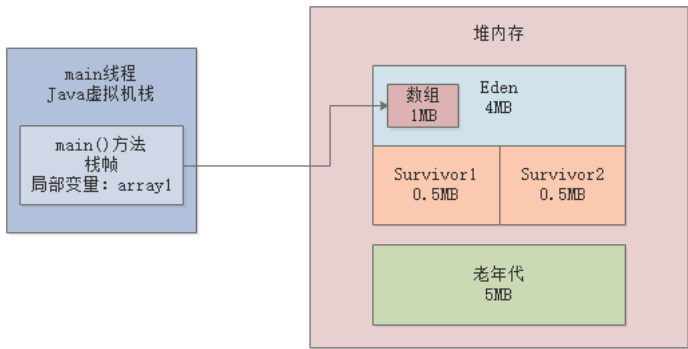 堆内存
main线程
Java虚拟机栈
main()方法
栈帧
局部变量: array1
数组
1MB
Eden
4MB
Survivor1
0.5MB
Survivor2
0.5MB
老年代
5MB